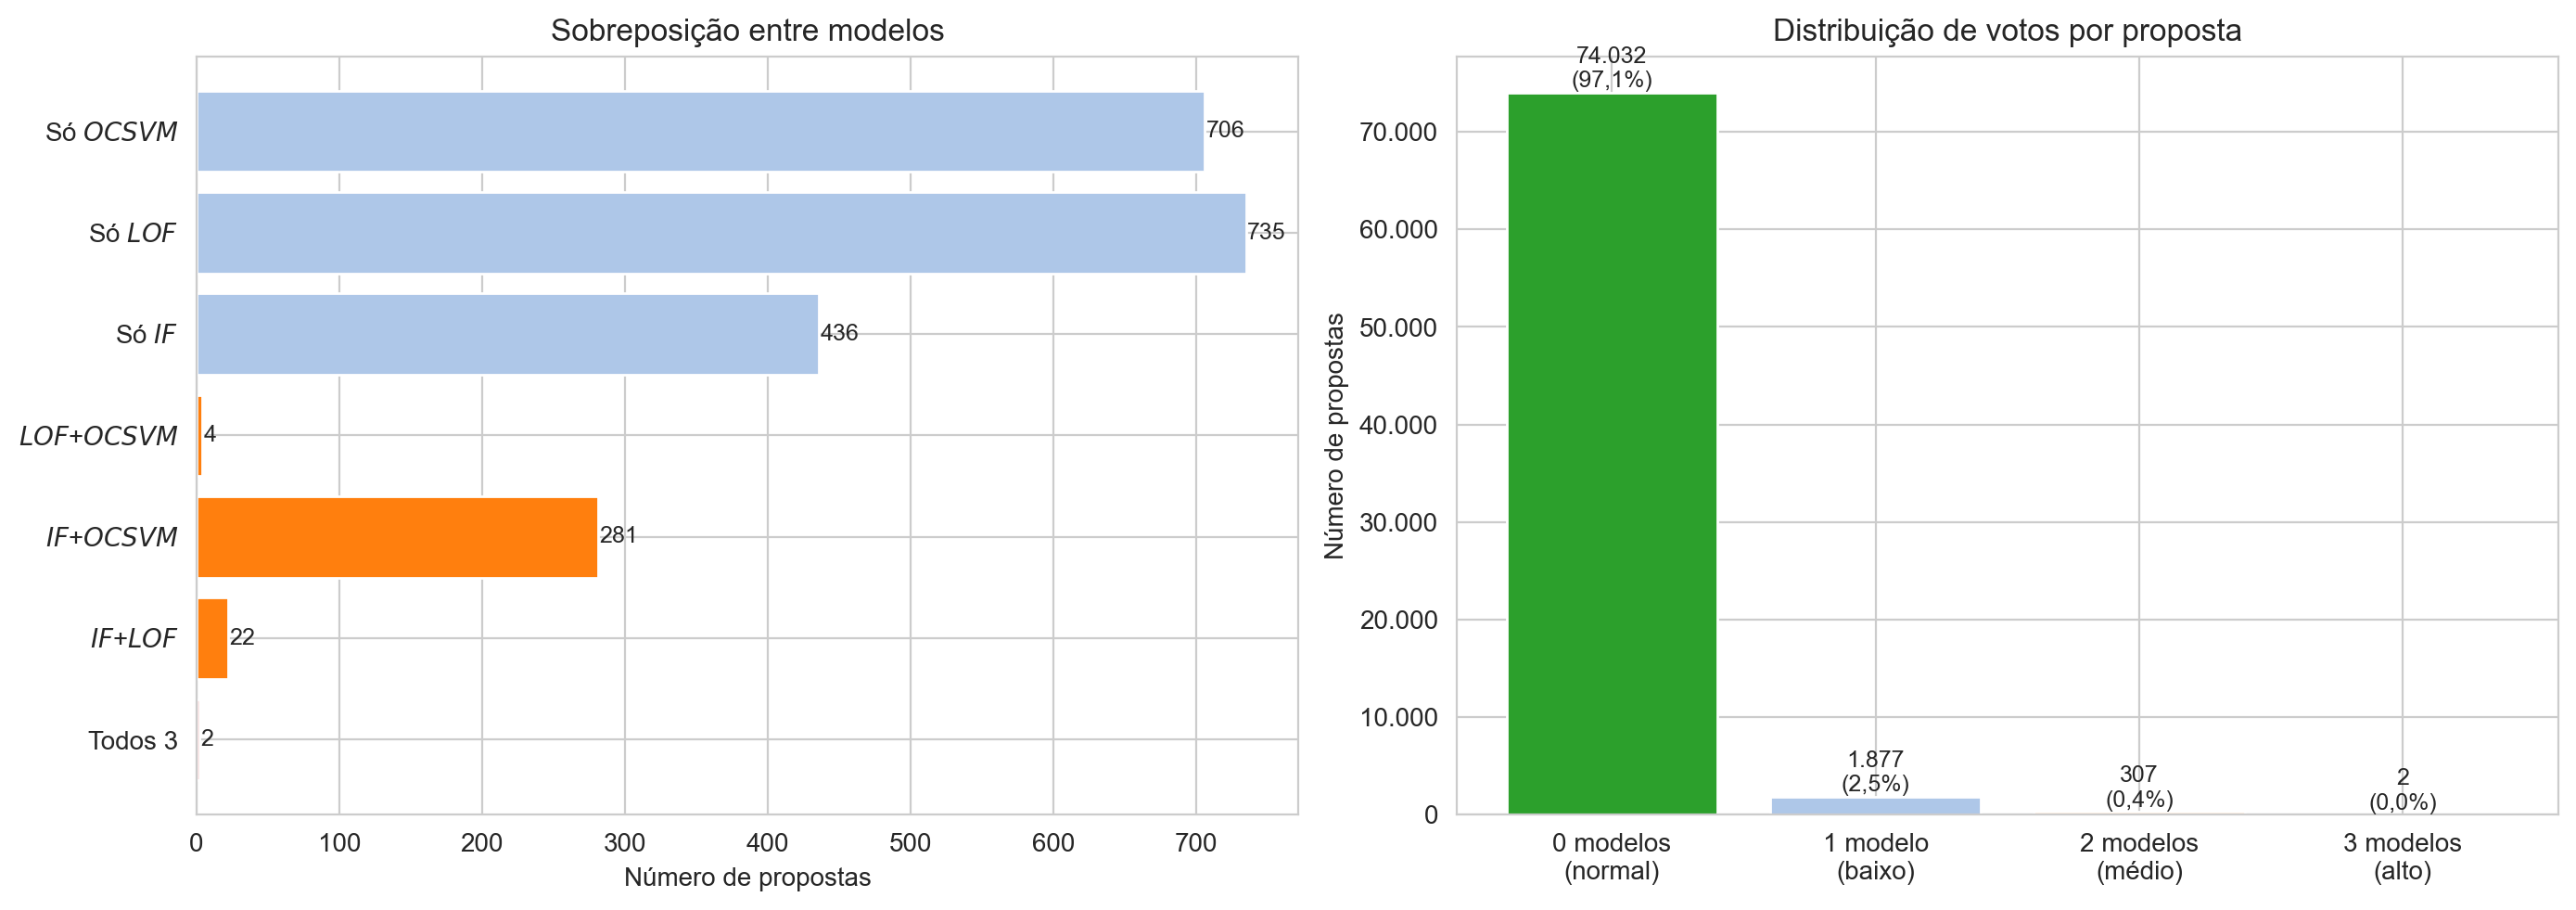 Sobreposição entre modelos
Só OCSVM
706
Só LOF
735
Só IF
436
LOF+OCSVM
4
IF+OCSVM
281
IF+LOF
22
Todos 3
2
0 100 200 300 400 500 600 700
Número de propostas
Distribuição de votos por proposta
Número de propostas
70.000
60.000
50.000
40.000
30.000
20.000
10.000
0
74.032
(97,1%)
1.877
(2,5%)
307
(0,4%)
2
(0,0%)
0 modelos
(normal)
1 modelo
(baixo)
2 modelos
(médio)
3 modelos
(alto)